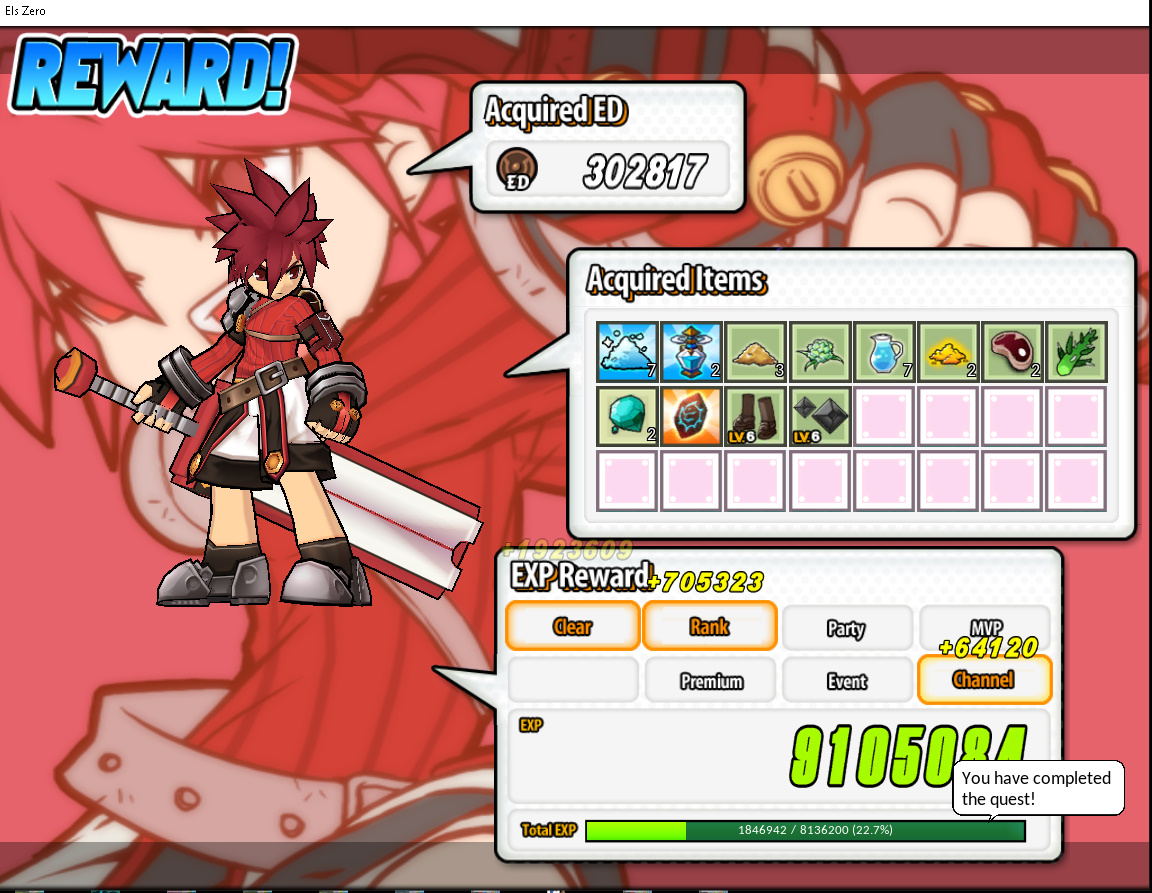 Els Zero
REWARD!
Acquired ED
ED
302817
Acquired Items
7
2
3
7
2
2
2
LV.6
LV.6
+1923609
EXP Reward
+705323
Clear
Rank
Party
MVP
+64120
Premium
Event
Channel
EXP
9105084
You have completed
the quest!
Total EXP
1846942 / 8136200 (22.7%)